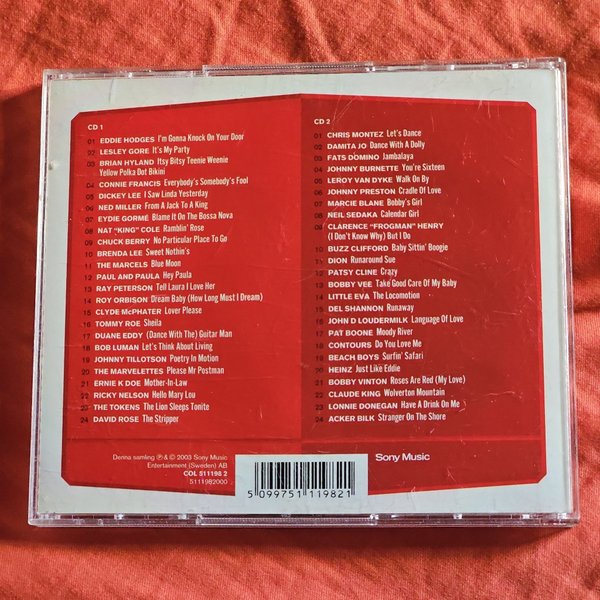 CD 1
01 EDDIE HODGES I'm Gonna Knock On Your Door
02 LESLEY GORE It's My Party
03 BRIAN HYLAND Itsy Bitsy Teenie Weenie
Yellow Polka Dot Bikini
04 CONNIE FRANCIS Everybody's Somebody's Fool
05 DICKEY LEE I Saw Linda Yesterday
06 NED MILLER From A Jack To A King
07 EYDIE GORMÉ Blame It On The Bossa Nova
08 NAT "KING" COLE Ramblin' Rose
09 CHUCK BERRY No Particular Place To Go
10 BRENDA LEE Sweet Nothin's
11 THE MARCELS Blue Moon
12 PAUL AND PAULA Hey Paula
13 RAY PETERSON Tell Laura I Love Her
14 ROY ORBISON Dream Baby (How Long Must I Dream)
15 CLYDE McPHATER Lover Please
16 TOMMY ROE Sheila
17 DUANE EDDY (Dance With The) Guitar Man
18 BOB LUMAN Let's Think About Living
19 JOHNNY TILLOTSON Poetry In Motion
20 THE MARVELETTES Please Mr Postman
21 ERNIE K DOE Mother-In-Law
22 RICKY NELSON Hello Mary Lou
23 THE TOKENS The Lion Sleeps Tonite
24 DAVID ROSE The Stripper
CD 2
01 CHRIS MONTEZ Let's Dance
02 DAMITA JO Dance With A Dolly
03 FATS DOMINO Jambalaya
04 JOHNNY BURNETTE You're Sixteen
05 LEROY VAN DYKE Walk On By
06 JOHNNY PRESTON Cradle Of Love
07 MARCIE BLANE Bobby's Girl
08 NEIL SEDAKA Calendar Girl
09 CLARENCE "FROGMAN" HENRY
(I Don't Know Why) But I Do
10 BUZZ CLIFFORD Baby Sittin' Boogie
11 DION Runaround Sue
12 PATSY CLINE Crazy
13 BOBBY VEE Take Good Care Of My Baby
14 LITTLE EVA The Locomotion
15 DEL SHANNON Runaway
16 JOHN D LOUDERMILK Language Of Love
17 PAT BOONE Moody River
18 CONTOURS Do You Love Me
19 BEACH BOYS Surfin' Safari
20 HEINZ Just Like Eddie
21 BOBBY VINTON Roses Are Red (My Love)
22 CLAUDE KING Wolverton Mountain
23 LONNIE DONEGAN Have A Drink On Me
24 ACKER BILK Stranger On The Shore
Denna samling ℗ & © 2003 Sony Music
Entertainment (Sweden) AB
COL 511198 2
5111982000
5 099751 119821
Sony Music